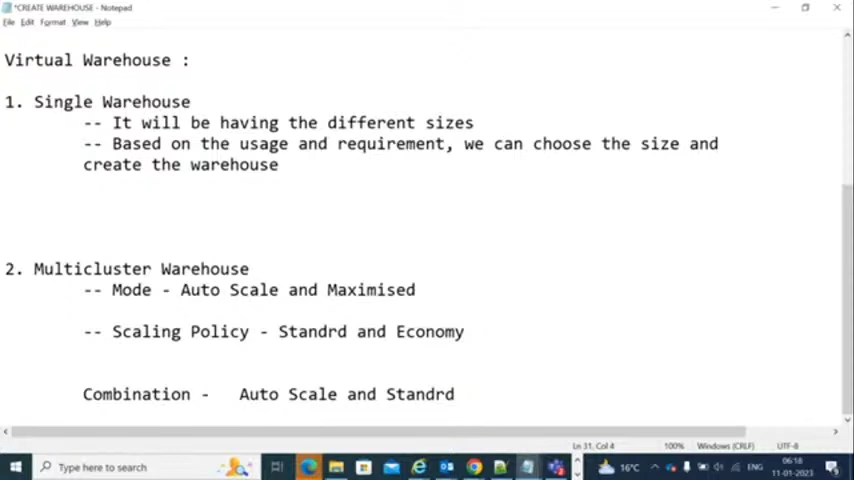 *CREATE WAREHOUSE - Notepad
File Edit Format View Help
Virtual Warehouse :
1. Single Warehouse
-- It will be having the different sizes
-- Based on the usage and requirement, we can choose the size and
create the warehouse
2. Multicluster Warehouse
-- Mode - Auto Scale and Maximised
-- Scaling Policy - Standrd and Economy
Combination - Auto Scale and Standrd
Ln 31, Col 4 100% Windows (CRLF) UTF-8
Type here to search 16°C ENG 06:18
11-01-2023